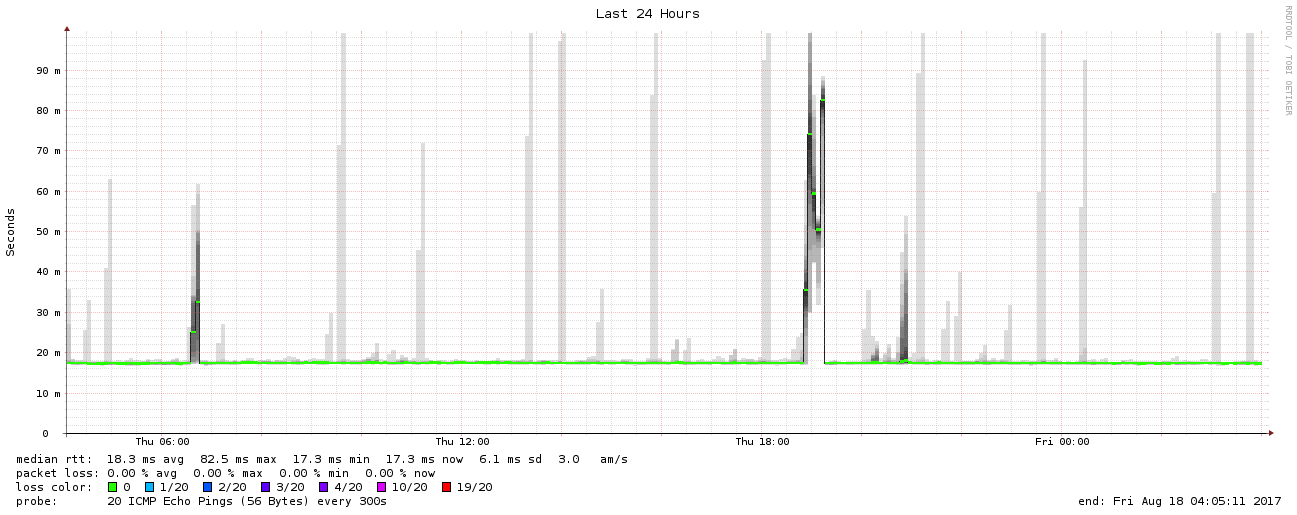 Last 24 Hours
RRDTOOL / TOBI OETIKER
Seconds
90 m
80 m
70 m
60 m
50 m
40 m
30 m
20 m
10 m
0
Thu 06:00 Thu 12:00 Thu 18:00 Fri 00:00
median rtt: 18.3 ms avg 82.5 ms max 17.3 ms min 17.3 ms now 6.1 ms sd 3.0 am/s
packet loss: 0.00 % avg 0.00 % max 0.00 % min 0.00 % now
loss color: 0 1/20 2/20 3/20 4/20 10/20 19/20
probe: 20 ICMP Echo Pings (56 Bytes) every 300s end: Fri Aug 18 04:05:11 2017